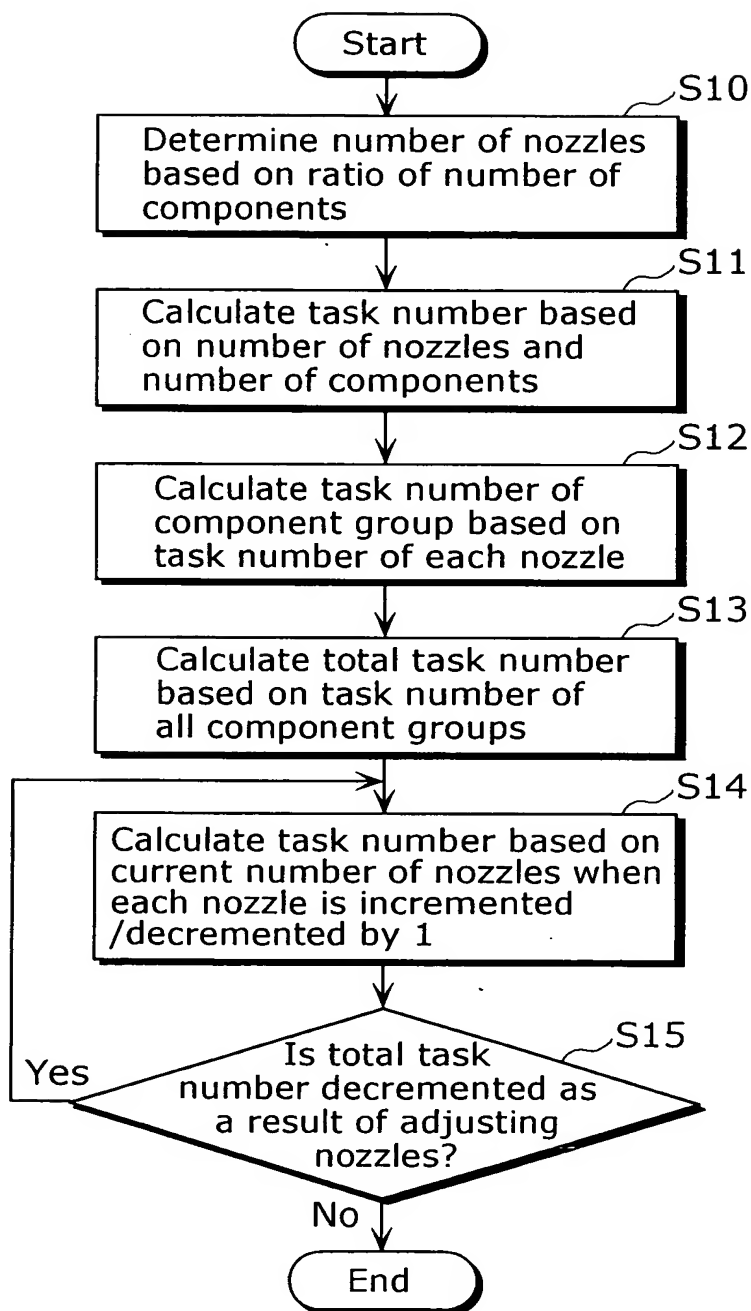 Start
S10
Determine number of nozzles
based on ratio of number of
components
S11
Calculate task number based
on number of nozzles and
number of components
S12
Calculate task number of
component group based on
task number of each nozzle
S13
Calculate total task number
based on task number of
all component groups
S14
Calculate task number based on
current number of nozzles when
each nozzle is incremented
/decremented by 1
S15
Is total task
number decremented as
a result of adjusting
nozzles?
Yes
No
End